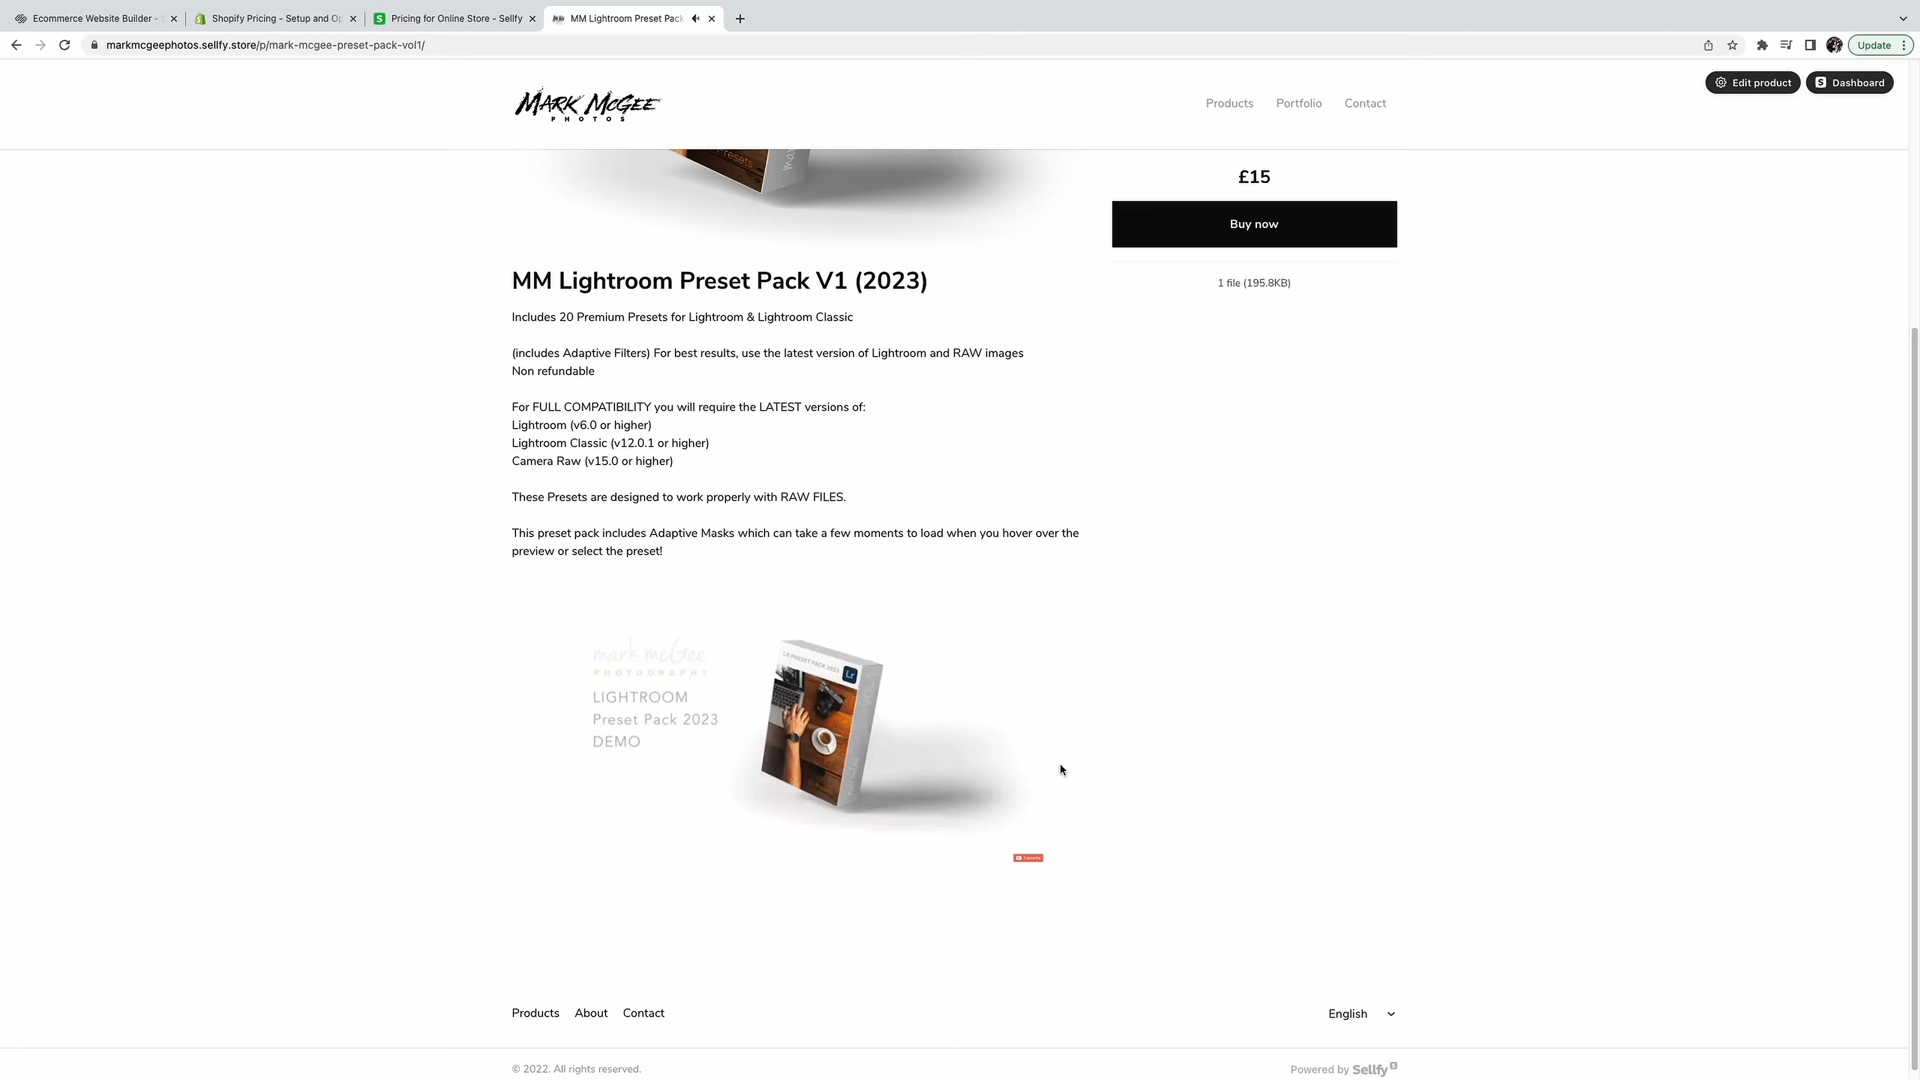 Ecommerce Website Builder -
Shopify Pricing - Setup and Op
Pricing for Online Store - Sellfy
MM Lightroom Preset Pack
markmcgeephotos.sellfy.store/p/mark-mcgee-preset-pack-vol1/
Update
Edit product
Dashboard
MARK MCGEE
PHOTOS
Products Portfolio Contact
£15
Buy now
1 file (195.8KB)
MM Lightroom Preset Pack V1 (2023)
Includes 20 Premium Presets for Lightroom & Lightroom Classic
(includes Adaptive Filters) For best results, use the latest version of Lightroom and RAW images
Non refundable
For FULL COMPATIBILITY you will require the LATEST versions of:
Lightroom (v6.0 or higher)
Lightroom Classic (v12.0.1 or higher)
Camera Raw (v15.0 or higher)
These Presets are designed to work properly with RAW FILES.
This preset pack includes Adaptive Masks which can take a few moments to load when you hover over the
preview or select the preset!
mark mcGee
PHOTOGRAPHY
LIGHTROOM
Preset Pack 2023
DEMO
LR PRESET PACK 2023
Lr
Products About Contact
English
© 2022. All rights reserved.
Powered by Sellfy